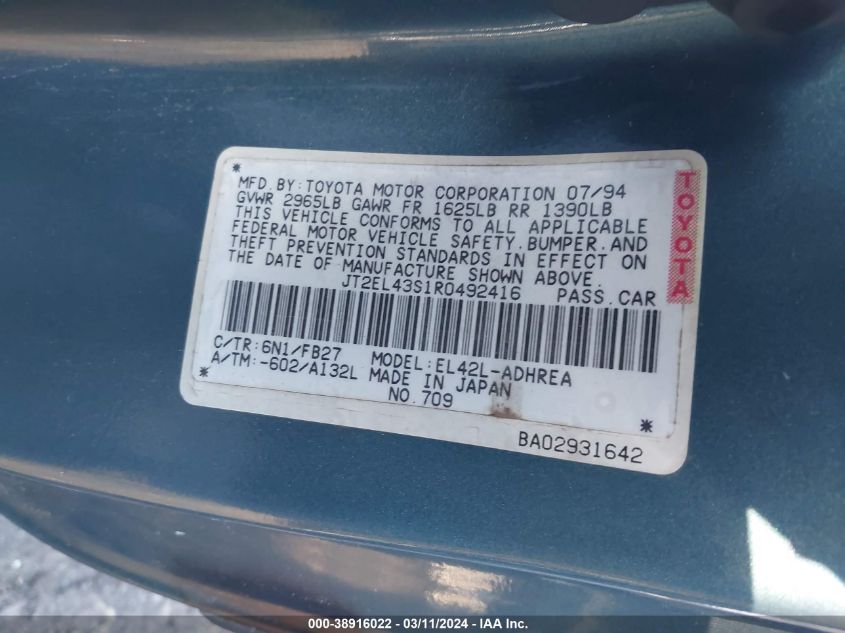 *
MFD. BY: TOYOTA MOTOR CORPORATION 07/94
GVWR 2965LB GAWR FR 1625LB RR 1390LB
THIS VEHICLE CONFORMS TO ALL APPLICABLE
FEDERAL MOTOR VEHICLE SAFETY. BUMPER. AND
THEFT PREVENTION STANDARDS IN EFFECT ON
THE DATE OF MANUFACTURE SHOWN ABOVE.
JT2EL43S1R0492416 PASS. CAR
TOYOTA
C/TR: 6N1/FB27 MODEL: EL42L-ADHREA
A/TM: -602/A132L MADE IN JAPAN
* NO. 709 *
BA02931642
000-38916022 - 03/11/2024 - IAA Inc.